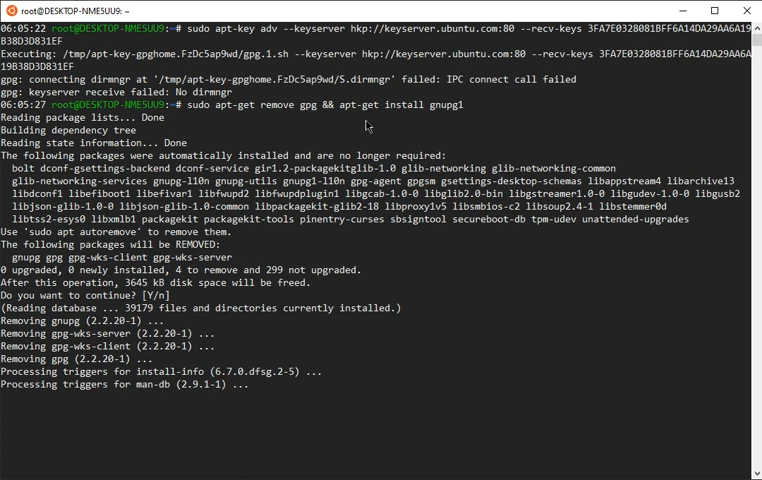 root@DESKTOP-NME5UU9: ~
06:05:22 root@DESKTOP-NME5UU9:~# sudo apt-key adv --keyserver hkp://keyserver.ubuntu.com:80 --recv-keys 3FA7E0328081BFF6A14DA29AA6A19
B38D3D831EF
Executing: /tmp/apt-key-gpghome.FzDc5ap9wd/gpg.1.sh --keyserver hkp://keyserver.ubuntu.com:80 --recv-keys 3FA7E0328081BFF6A14DA29AA6A
19B38D3D831EF
gpg: connecting dirmngr at '/tmp/apt-key-gpghome.FzDc5ap9wd/S.dirmngr' failed: IPC connect call failed
gpg: keyserver receive failed: No dirmngr
06:05:27 root@DESKTOP-NME5UU9:~# sudo apt-get remove gpg && apt-get install gnupg1
Reading package lists... Done
Building dependency tree
Reading state information... Done
The following packages were automatically installed and are no longer required:
bolt dconf-gsettings-backend dconf-service gir1.2-packagekitglib-1.0 glib-networking glib-networking-common
glib-networking-services gnupg-l10n gnupg-utils gnupg1-l10n gpg-agent gpgsm gsettings-desktop-schemas libappstream4 libarchive13
libdconf1 libefiboot1 libefivar1 libfwupd2 libfwupdplugin1 libgcab-1.0-0 libglib2.0-bin libgstreamer1.0-0 libgudev-1.0-0 libgusb2
libjson-glib-1.0-0 libjson-glib-1.0-common libpackagekit-glib2-18 libproxy1v5 libsmbios-c2 libsoup2.4-1 libstemmer0d
libtss2-esys0 libxmlb1 packagekit packagekit-tools pinentry-curses sbsigntool secureboot-db tpm-udev unattended-upgrades
Use 'sudo apt autoremove' to remove them.
The following packages will be REMOVED:
gnupg gpg gpg-wks-client gpg-wks-server
0 upgraded, 0 newly installed, 4 to remove and 299 not upgraded.
After this operation, 3645 kB disk space will be freed.
Do you want to continue? [Y/n]
(Reading database ... 39179 files and directories currently installed.)
Removing gnupg (2.2.20-1) ...
Removing gpg-wks-server (2.2.20-1) ...
Removing gpg-wks-client (2.2.20-1) ...
Removing gpg (2.2.20-1) ...
Processing triggers for install-info (6.7.0.dfsg.2-5) ...
Processing triggers for man-db (2.9.1-1) ...